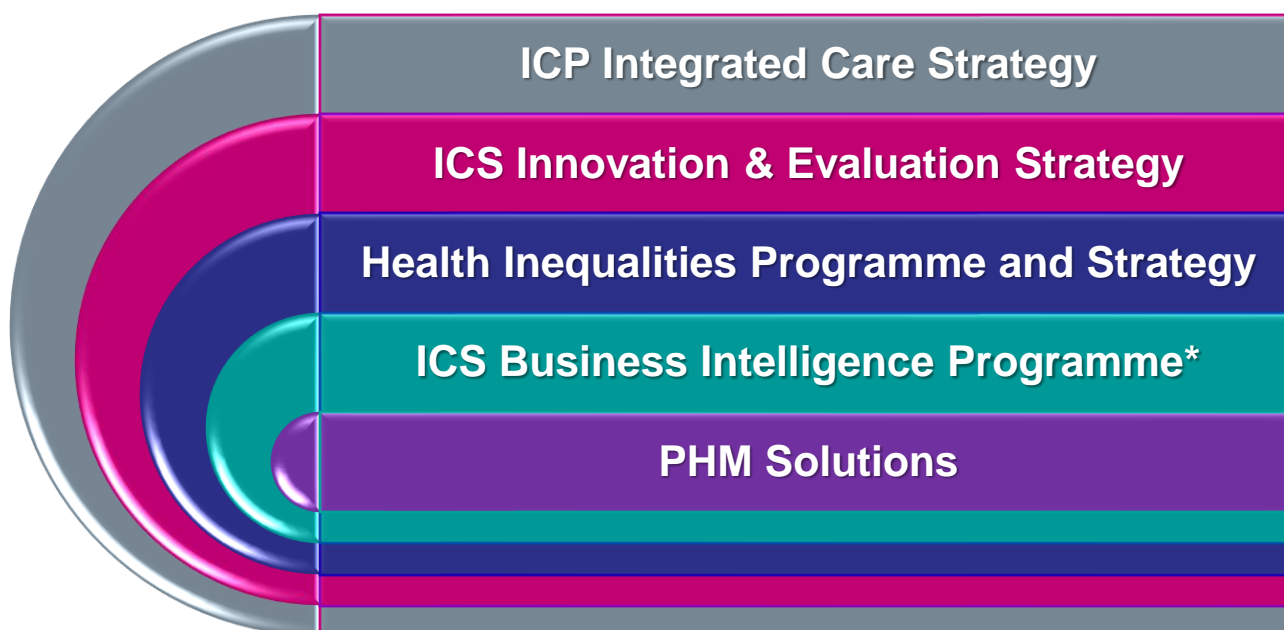 ICP Integrated Care Strategy
ICS Innovation & Evaluation Strategy
Health Inequalities Programme and Strategy
ICS Business Intelligence Programme*
PHM Solutions